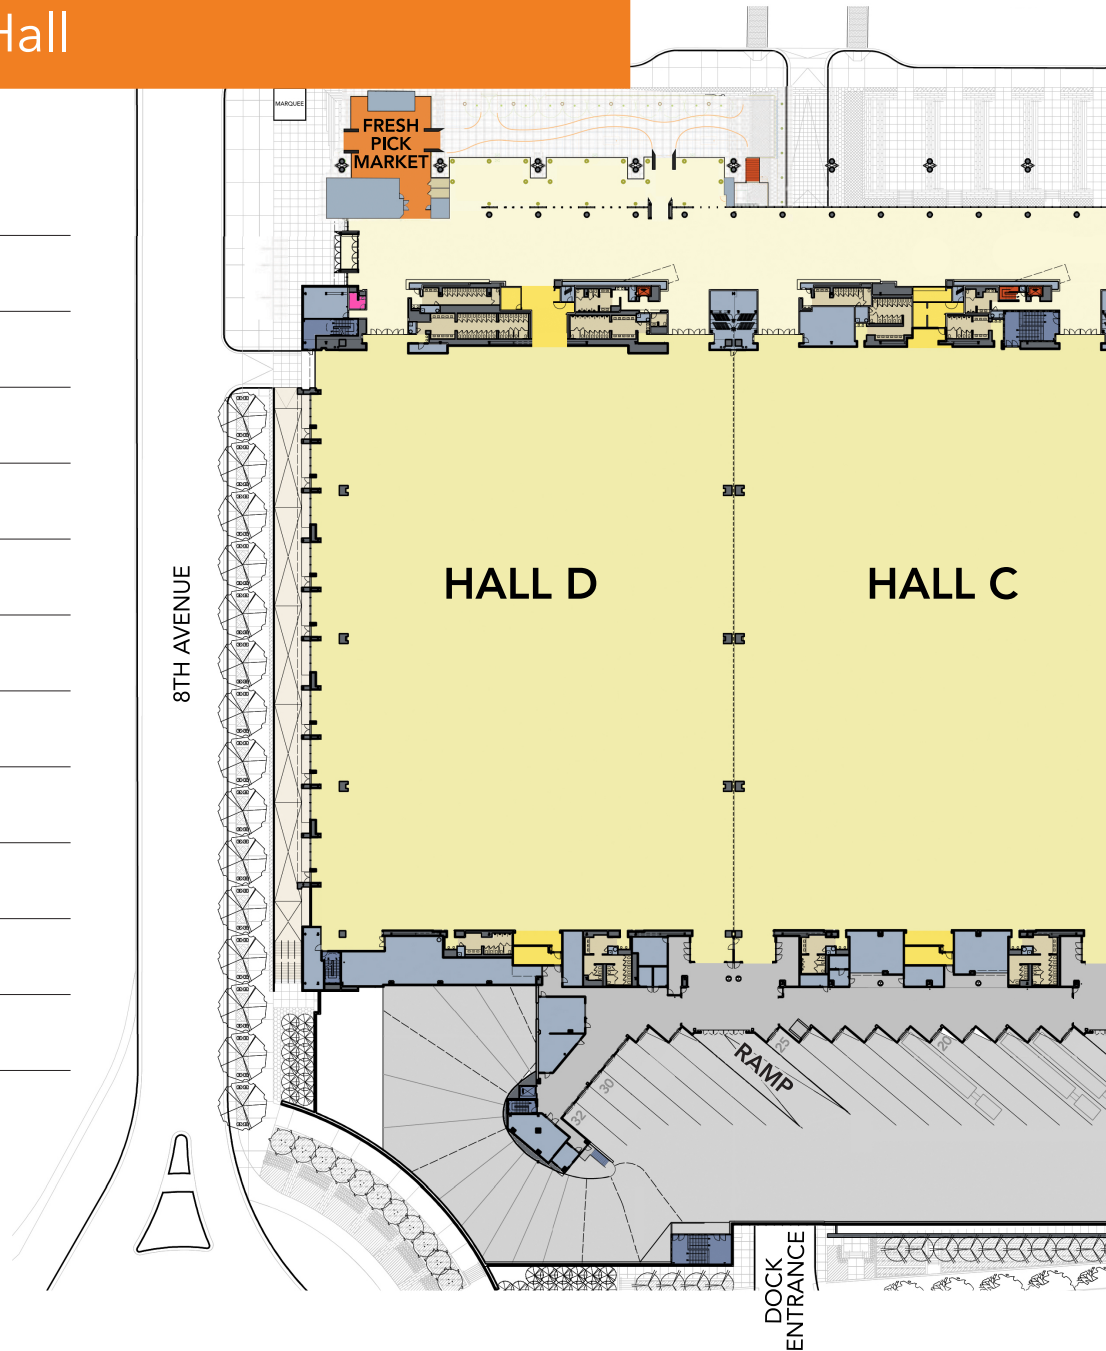 Hall
MARQUEE
FRESH
PICK
MARKET
HALL D
HALL C
8TH AVENUE
RAMP
25
20
30
32
DOCK
ENTRANCE